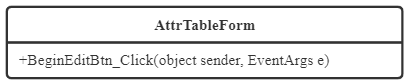 AttrTableForm
+BeginEditBtn_Click(object sender, EventArgs e)